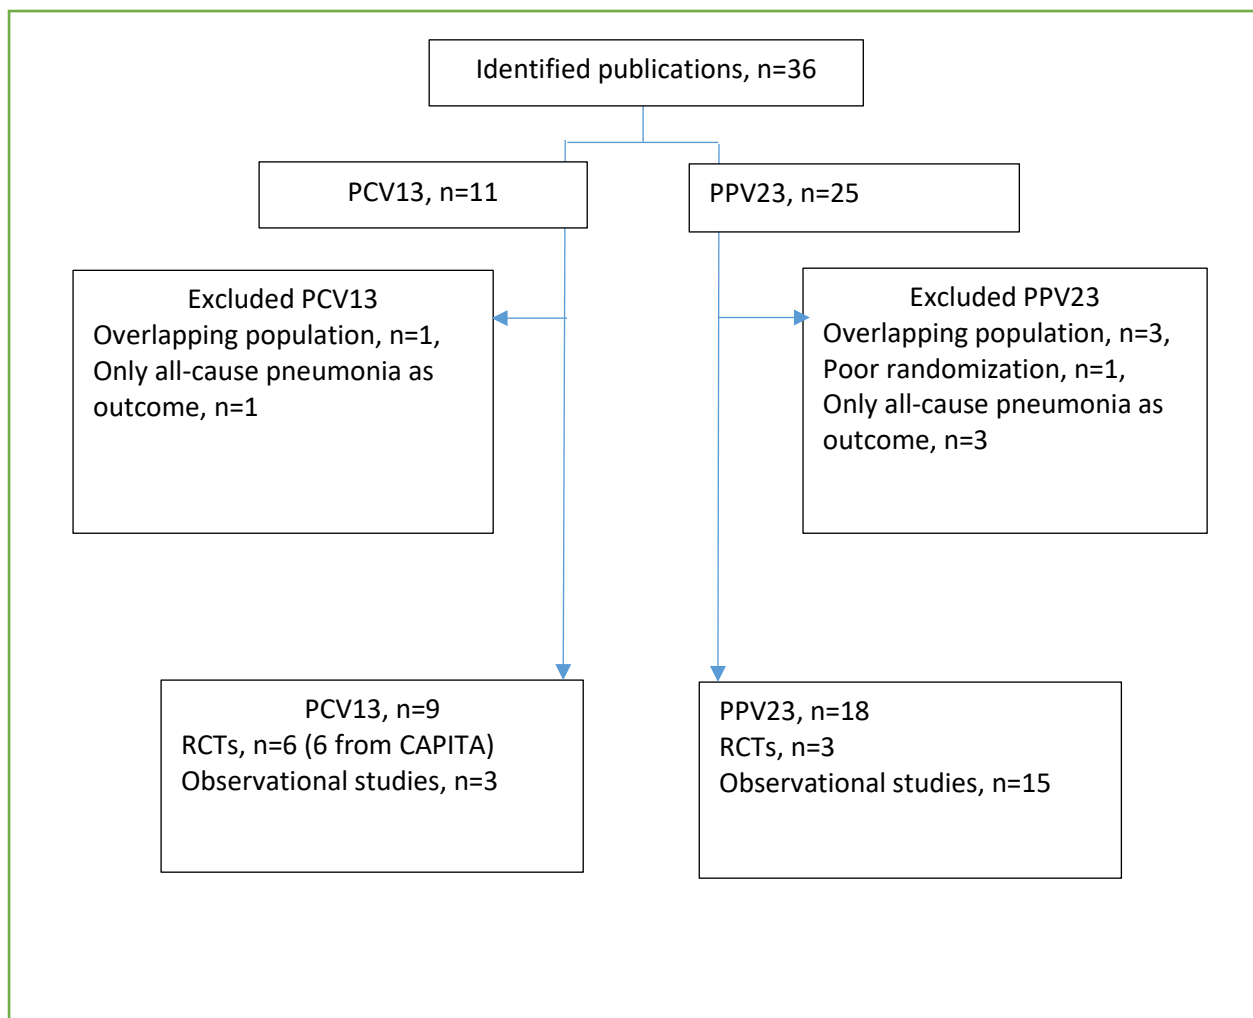 Identified publications, n=36
PCV13, n=11
PPV23, n=25
Excluded PCV13
Overlapping population, n=1,
Only all-cause pneumonia as
outcome, n=1
Excluded PPV23
Overlapping population, n=3,
Poor randomization, n=1,
Only all-cause pneumonia as
outcome, n=3
PCV13, n=9
RCTs, n=6 (6 from CAPITA)
Observational studies, n=3
PPV23, n=18
RCTs, n=3
Observational studies, n=15